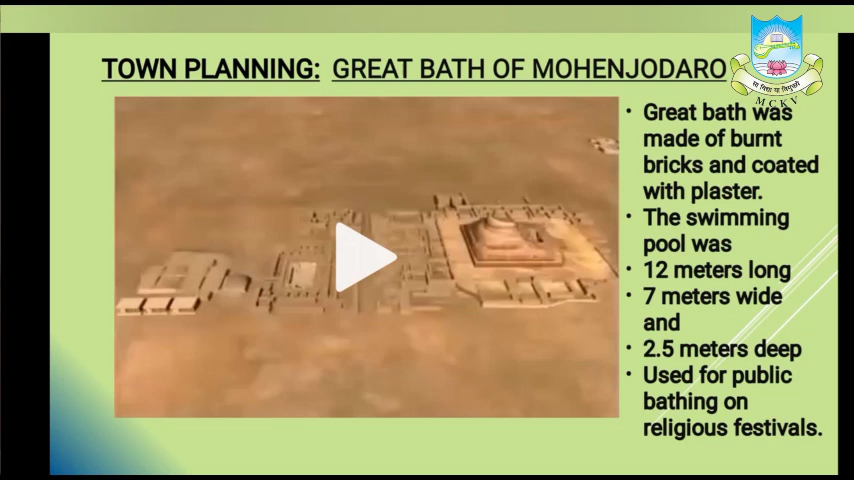 TOWN PLANNING: GREAT BATH OF MOHENJODARO
सा विद्या या विमुक्तये
MCKV
• Great bath was
made of burnt
bricks and coated
with plaster.
• The swimming
pool was
• 12 meters long
• 7 meters wide
and
• 2.5 meters deep
• Used for public
bathing on
religious festivals.